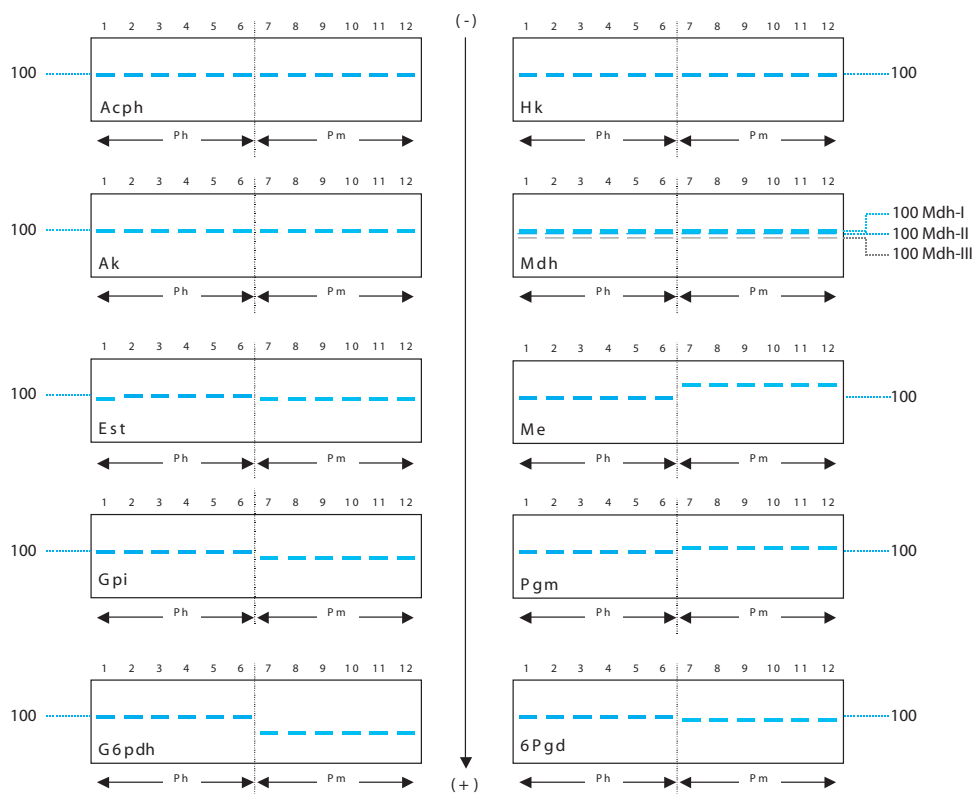 1 2 3 4 5 6 7 8 9 10 11 12
100
Acph
Ph Pm
1 2 3 4 5 6 7 8 9 10 11 12
100
Ak
Ph Pm
1 2 3 4 5 6 7 8 9 10 11 12
100
Est
Ph Pm
1 2 3 4 5 6 7 8 9 10 11 12
100
Gpi
Ph Pm
1 2 3 4 5 6 7 8 9 10 11 12
100
G6pdh
Ph Pm
(-)
(+)
1 2 3 4 5 6 7 8 9 10 11 12
100
Hk
Ph Pm
1 2 3 4 5 6 7 8 9 10 11 12
100 Mdh-I
100 Mdh-II
100 Mdh-III
Mdh
Ph Pm
1 2 3 4 5 6 7 8 9 10 11 12
100
Me
Ph Pm
1 2 3 4 5 6 7 8 9 10 11 12
100
Pgm
Ph Pm
1 2 3 4 5 6 7 8 9 10 11 12
100
6Pgd
Ph Pm